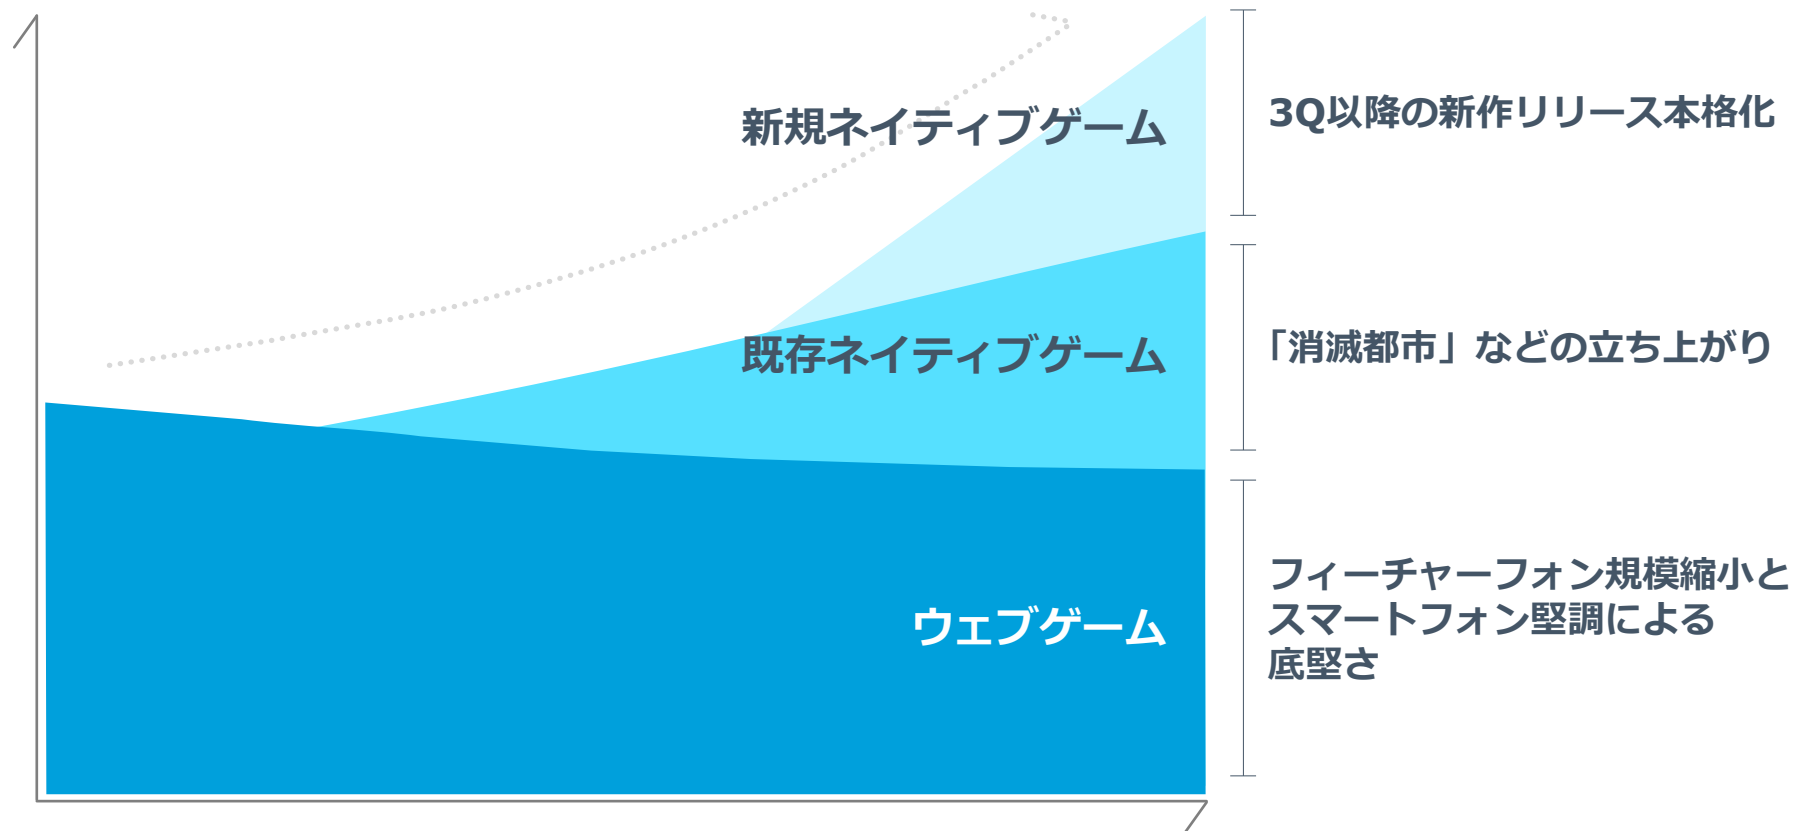 新規ネイティブゲーム
3Q以降の新作リリース本格化
既存ネイティブゲーム
「消滅都市」などの立ち上がり
ウェブゲーム
フィーチャーフォン規模縮小と
スマートフォン堅調による
底堅さ